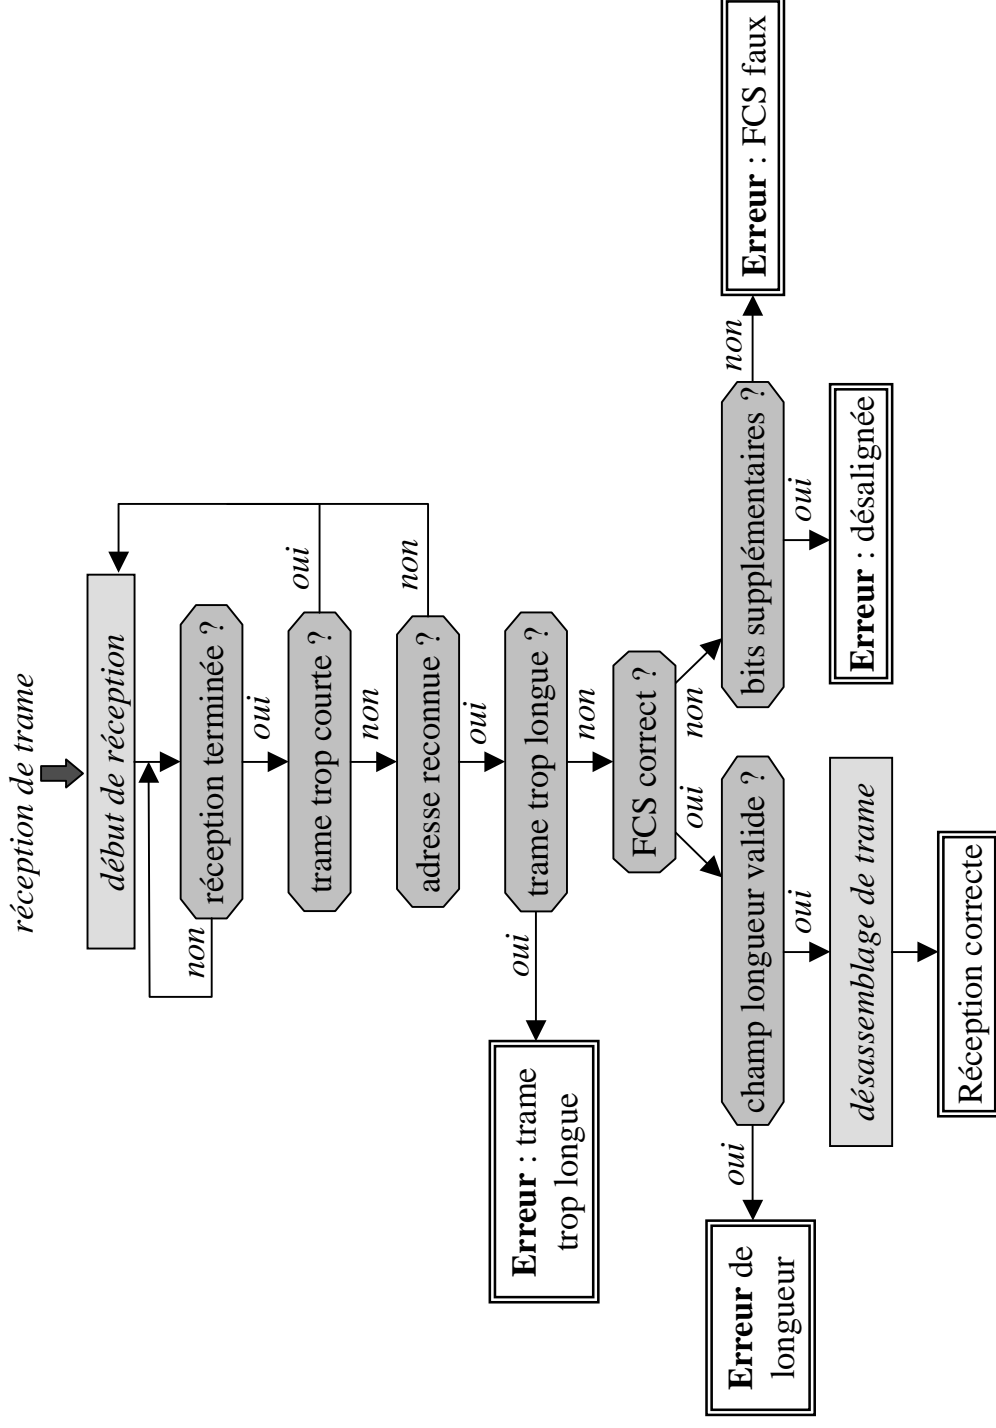 réception de trame
début de réception
réception terminée ?
non
oui
trame trop courte ?
oui
non
adresse reconnue ?
non
oui
trame trop longue ?
oui
Erreur : trame
trop longue
non
FCS correct ?
oui
non
champ longueur valide ?
oui
Erreur de
longueur
oui
désassemblage de trame
Réception correcte
bits supplémentaires ?
non
Erreur : FCS faux
oui
Erreur : désalignée